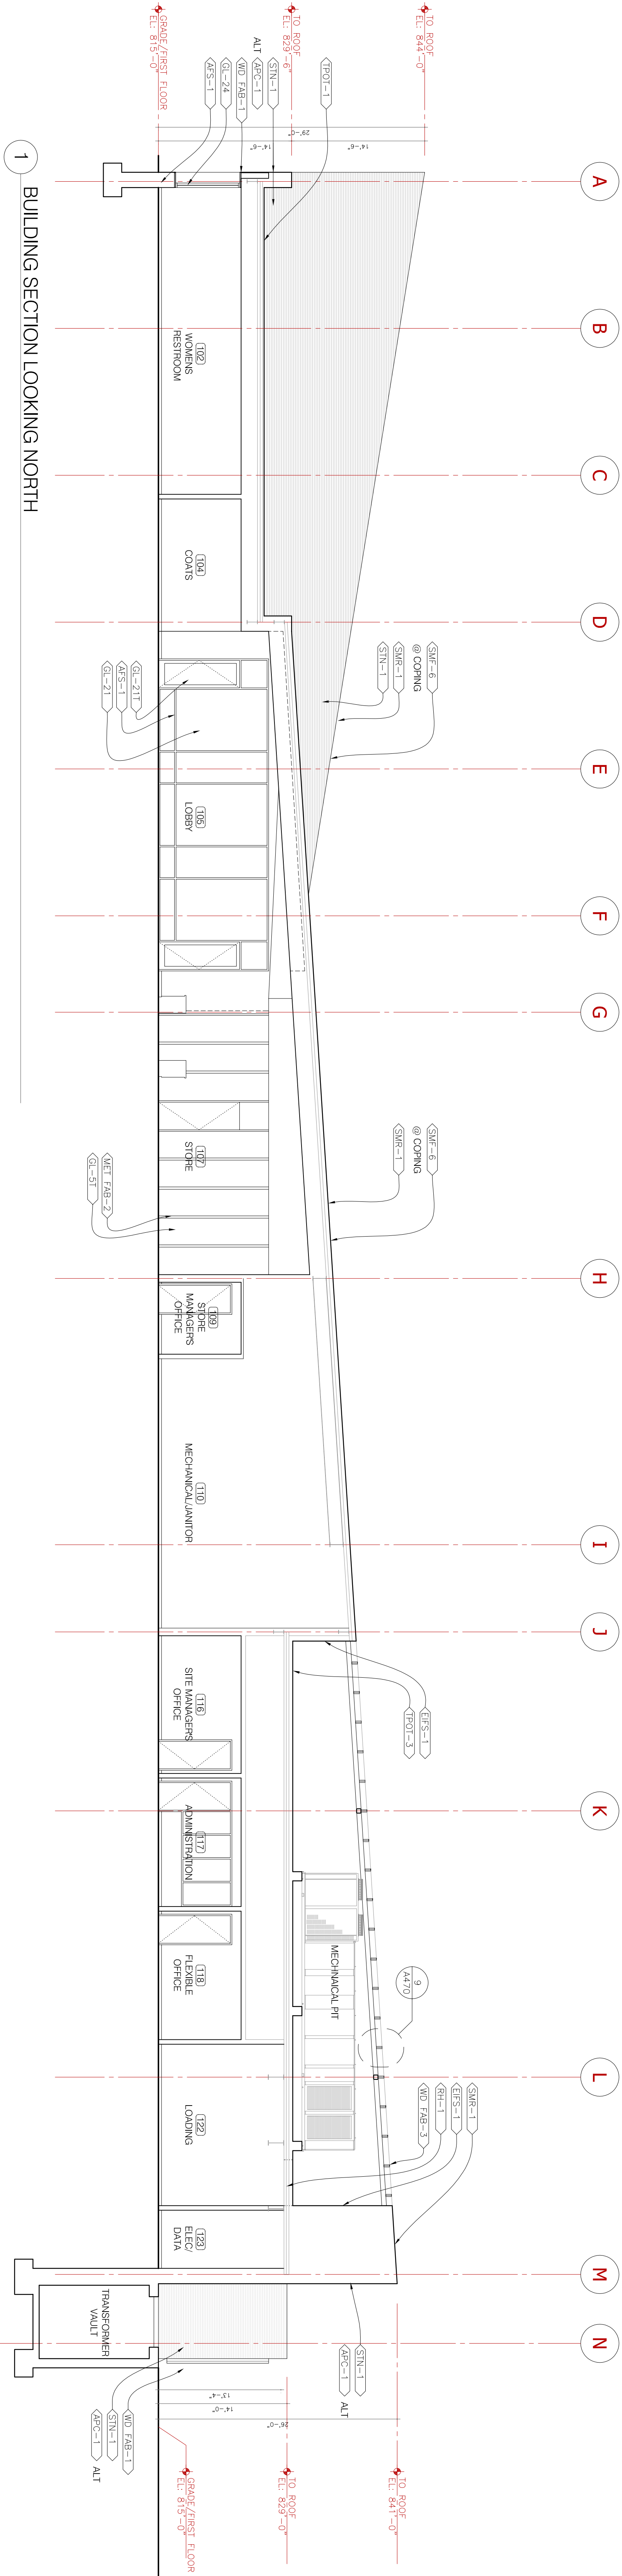 TO ROOF
EL: 844'-0"
TO ROOF
EL: 829'-6"
GRADE/FIRST FLOOR
EL: 815'-0"
TPOT-1
STN-1
APC-1
ALT
WD FAB-1
GL-24
AFS-1
29'-0"
14'-6"
14'-6"
A
B
C
D
E
F
G
H
I
J
K
L
M
N
102
WOMENS
RESTROOM
104
COATS
SMF-6
@ COPING
SMR-1
STN-1
GL-21T
AFS-1
GL-21
105
LOBBY
SMF-6
@ COPING
SMR-1
107
STORE
MET FAB-2
GL-5T
109
STORE
MANAGER'S
OFFICE
110
MECHANICAL/JANITOR
EIFS-1
TPOT-3
116
SITE MANAGER'S
OFFICE
117
ADMINISTRATION
118
FLEXIBLE
OFFICE
MECHNAICAL PIT
9
A470
SMR-1
EIFS-1
RH-1
WD FAB-3
122
LOADING
123
ELEC/
DATA
TRANSFORMER
VAULT
STN-1
APC-1
ALT
WD FAB-1
STN-1
APC-1
ALT
13'-4"
14'-0"
26'-0"
TO ROOF
EL: 841'-0"
TO ROOF
EL: 829'-0"
GRADE/FIRST FLOOR
EL: 815'-0"
1
BUILDING SECTION LOOKING NORTH